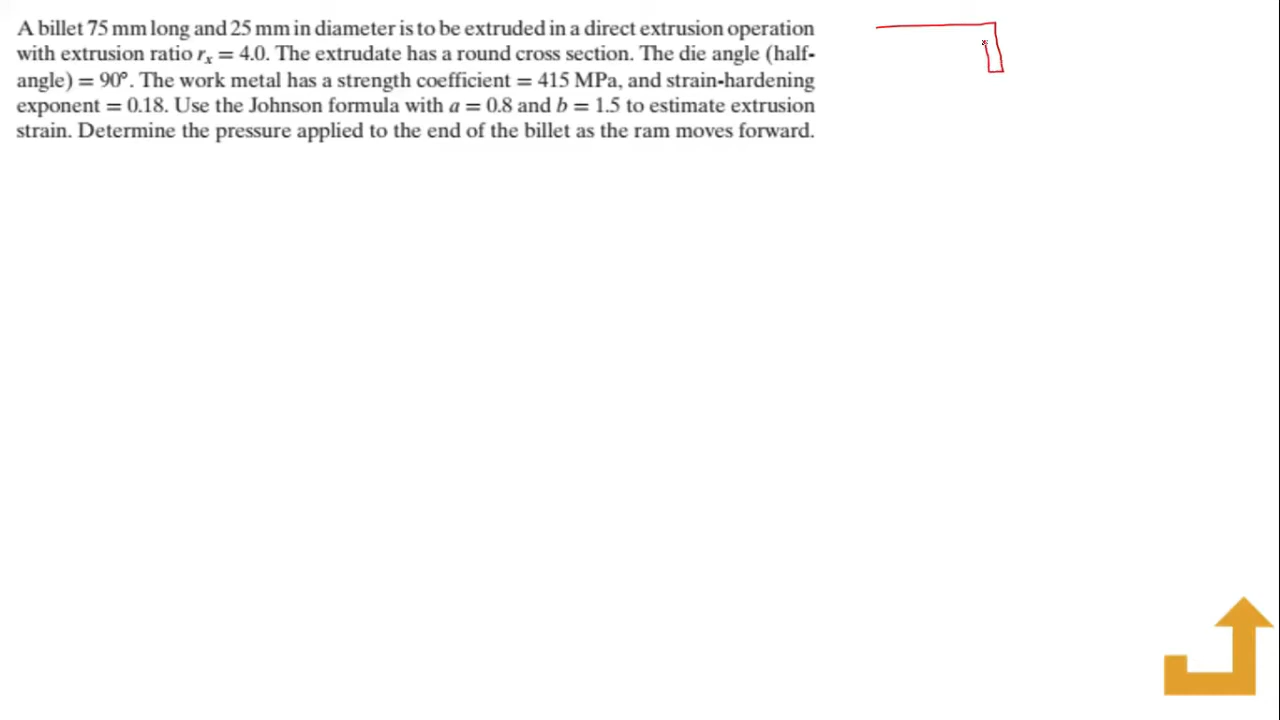 A billet 75 mm long and 25 mm in diameter is to be extruded in a direct extrusion operation
with extrusion ratio rₓ = 4.0. The extrudate has a round cross section. The die angle (half-
angle) = 90°. The work metal has a strength coefficient = 415 MPa, and strain-hardening
exponent = 0.18. Use the Johnson formula with a = 0.8 and b = 1.5 to estimate extrusion
strain. Determine the pressure applied to the end of the billet as the ram moves forward.